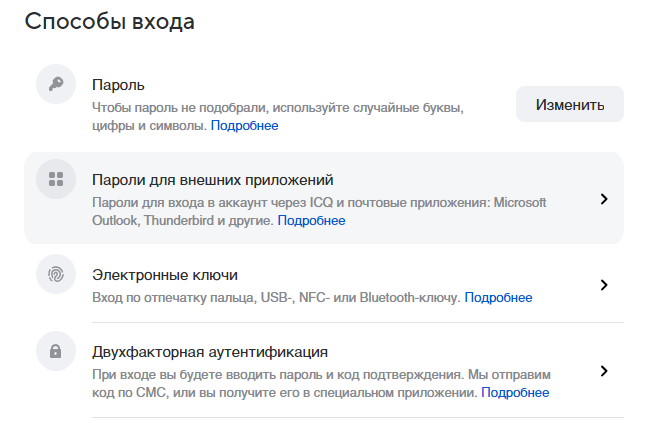 Способы входа
Пароль
Чтобы пароль не подобрали, используйте случайные буквы,
цифры и символы. Подробнее
Изменить
Пароли для внешних приложений
Пароли для входа в аккаунт через ICQ и почтовые приложения: Microsoft
Outlook, Thunderbird и другие. Подробнее
Электронные ключи
Вход по отпечатку пальца, USB-, NFC- или Bluetooth-ключу. Подробнее
Двухфакторная аутентификация
При входе вы будете вводить пароль и код подтверждения. Мы отправим
код по СМС, или вы получите его в специальном приложении. Подробнее